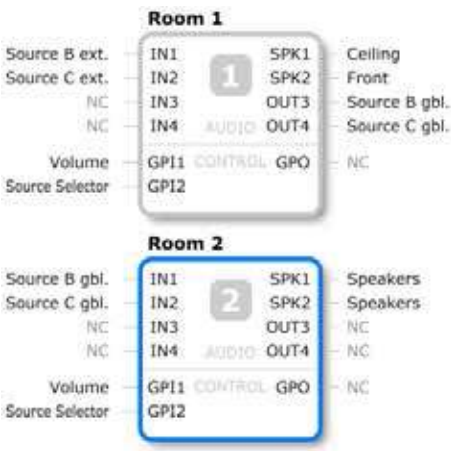 Room 1
Source B ext. IN1 SPK1 Ceiling
Source C ext. IN2 1 SPK2 Front
NC IN3 OUT3 Source B gbl.
NC IN4 AUDIO OUT4 Source C gbl.
Volume GPI1 CONTROL GPO NC
Source Selector GPI2
Room 2
Source B gbl. IN1 SPK1 Speakers
Source C gbl. IN2 2 SPK2 Speakers
NC IN3 OUT3 NC
NC IN4 AUDIO OUT4 NC
Volume GPI1 CONTROL GPO NC
Source Selector GPI2